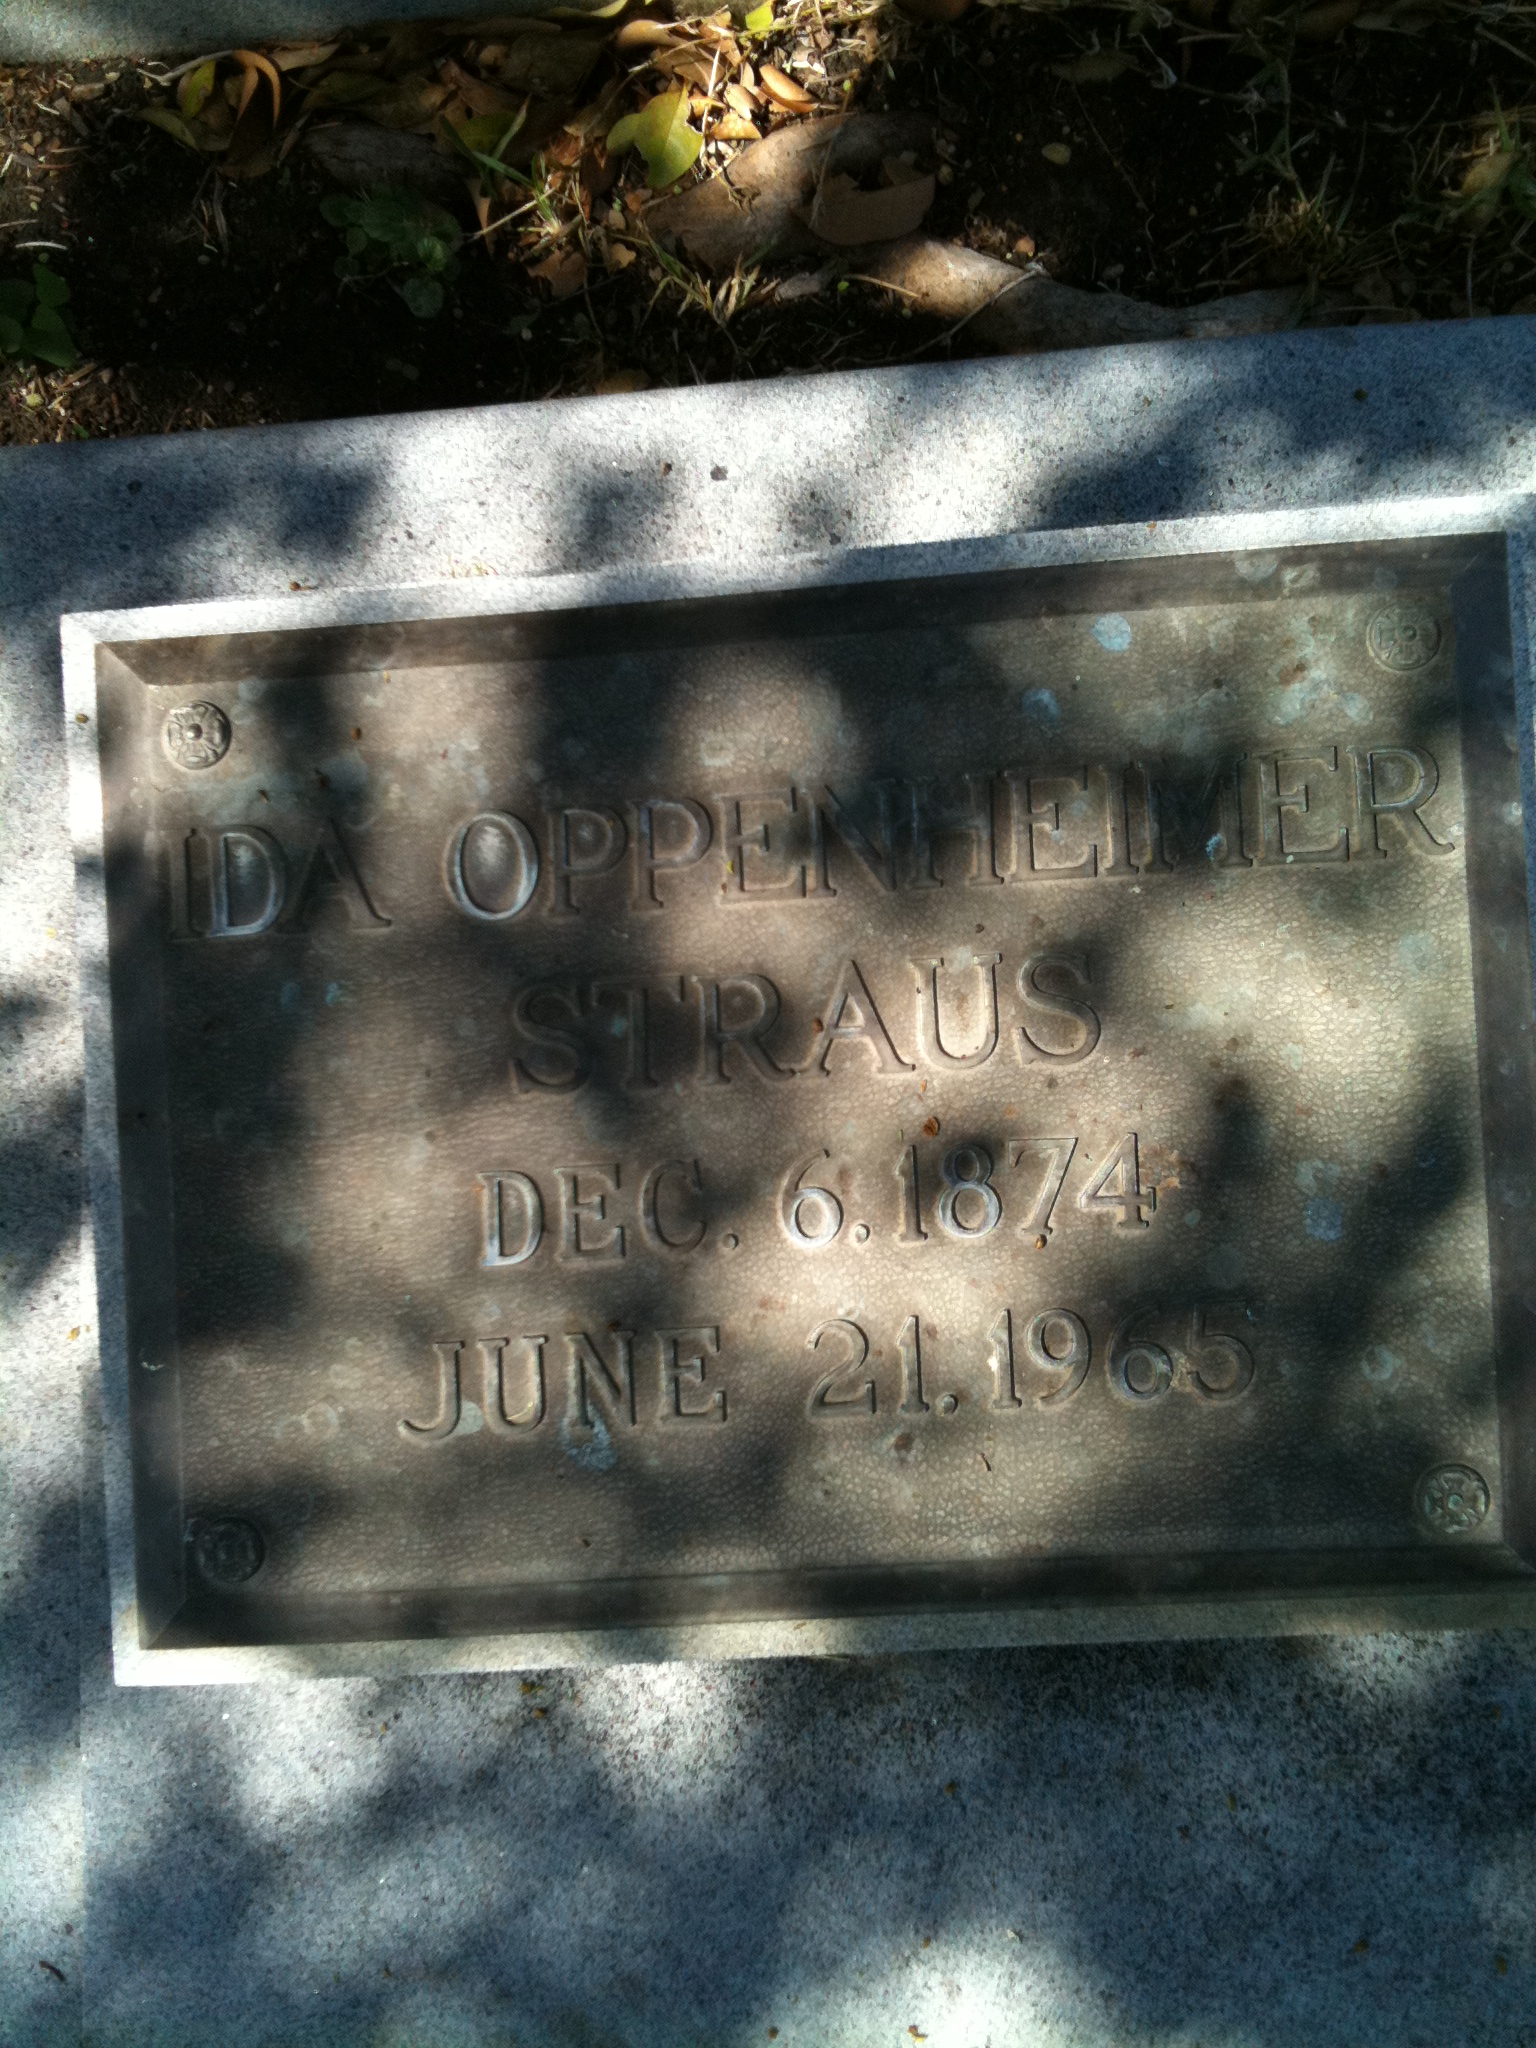 IDA OPPENHEIMER
STRAUS
DEC. 6. 1874
JUNE 21. 1965